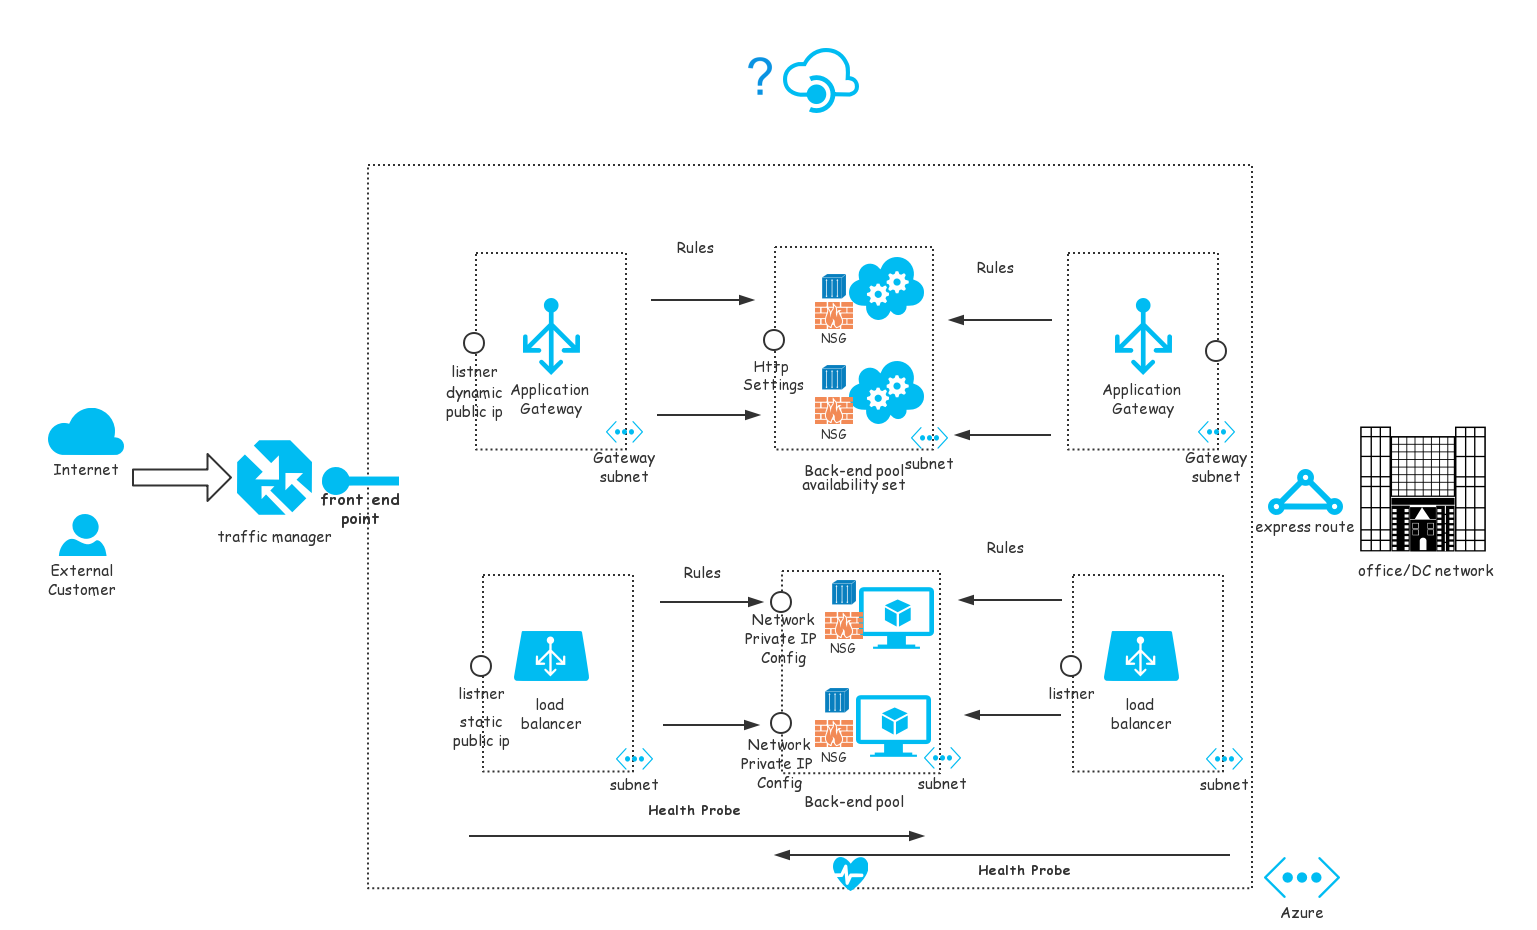 ?
Rules
Rules
NSG
listner
dynamic
public ip
Application
Gateway
Http
Settings
Application
Gateway
NSG
Gateway
subnet
Back-end pool
availability set
subnet
Gateway
subnet
Internet
front end
point
traffic manager
express route
External
Customer
office/DC network
Rules
Rules
Network
Private IP
Config
NSG
listner
static
public ip
load
balancer
listner
load
balancer
Network
Private IP
Config
NSG
subnet
subnet
subnet
Back-end pool
Health Probe
Health Probe
Azure